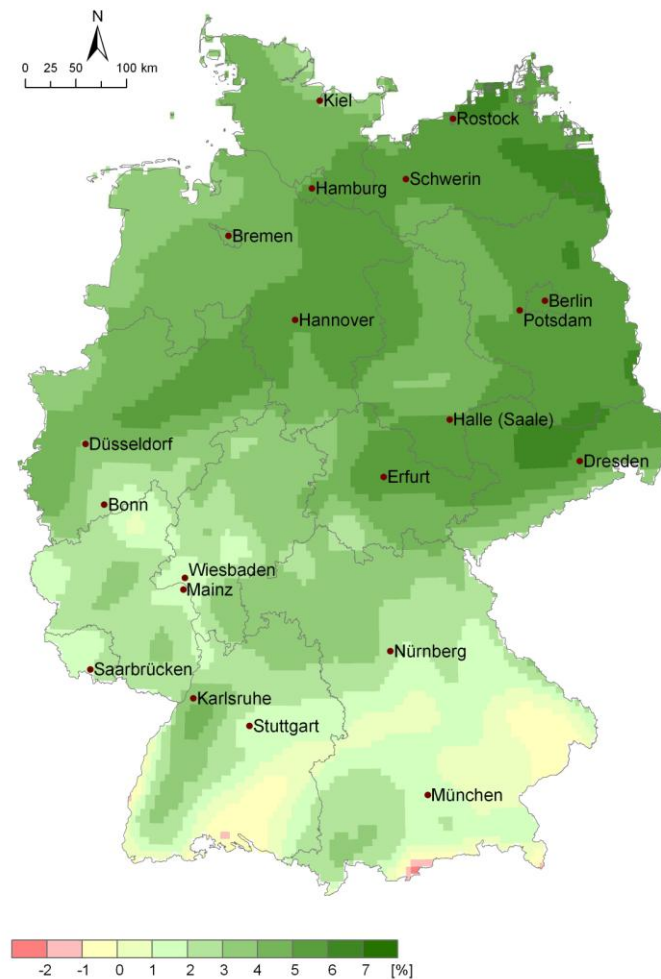 N
0 25 50 100 km
Kiel
Rostock
Schwerin
Hamburg
Bremen
Berlin
Potsdam
Hannover
Halle (Saale)
Düsseldorf
Dresden
Erfurt
Bonn
Wiesbaden
Mainz
Nürnberg
Saarbrücken
Karlsruhe
Stuttgart
München
-2 -1 0 1 2 3 4 5 6 7 [%]